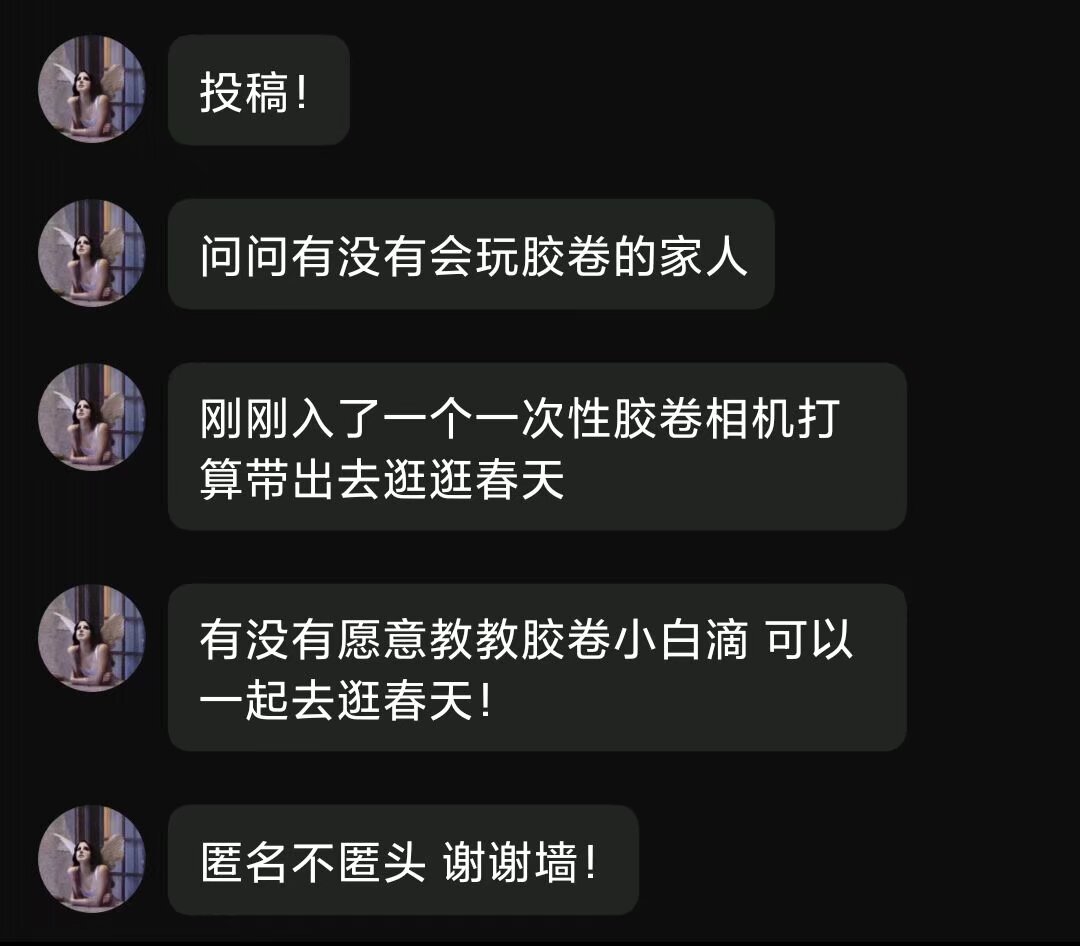 投稿！
问问有没有会玩胶卷的家人
刚刚入了一个一次性胶卷相机打
算带出去逛逛春天
有没有愿意教教胶卷小白滴 可以
一起去逛春天！
匿名不匿头 谢谢墙！